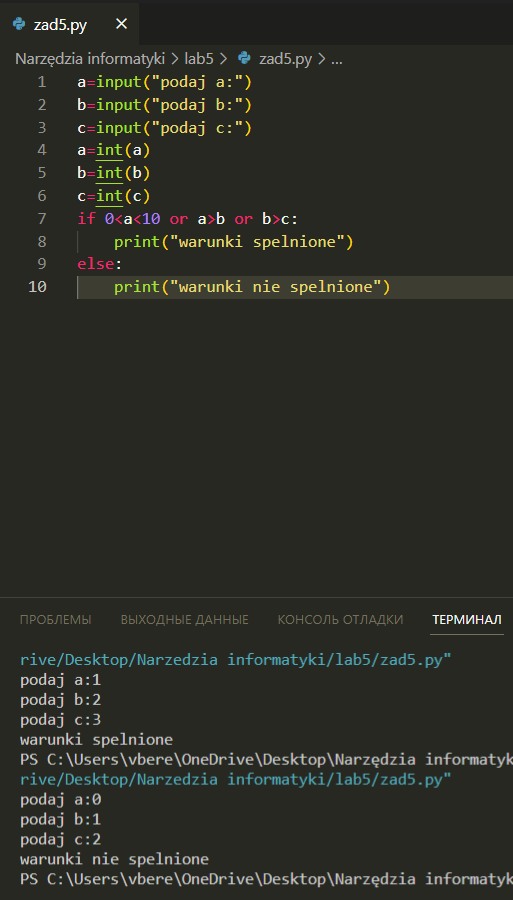 zad5.py ×
Narzędzia informatyki > lab5 > zad5.py > ...
1 a=input("podaj a:")
2 b=input("podaj b:")
3 c=input("podaj c:")
4 a=int(a)
5 b=int(b)
6 c=int(c)
7 if 0<a<10 or a>b or b>c:
8 print("warunki spelnione")
9 else:
10 print("warunki nie spelnione")
ПРОБЛЕМЫ ВЫХОДНЫЕ ДАННЫЕ КОНСОЛЬ ОТЛАДКИ ТЕРМИНАЛ
rive/Desktop/Narzedzia informatyki/lab5/zad5.py"
podaj a:1
podaj b:2
podaj c:3
warunki spelnione
PS C:\Users\vbere\OneDrive\Desktop\Narzędzia informatyk
rive/Desktop/Narzedzia informatyki/lab5/zad5.py"
podaj a:0
podaj b:1
podaj c:2
warunki nie spelnione
PS C:\Users\vbere\OneDrive\Desktop\Narzędzia informatyk